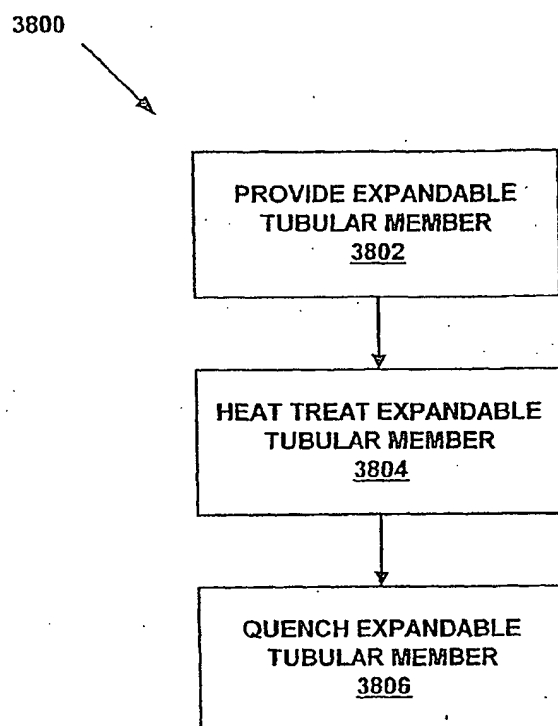 3800
PROVIDE EXPANDABLE
TUBULAR MEMBER
3802
HEAT TREAT EXPANDABLE
TUBULAR MEMBER
3804
QUENCH EXPANDABLE
TUBULAR MEMBER
3806